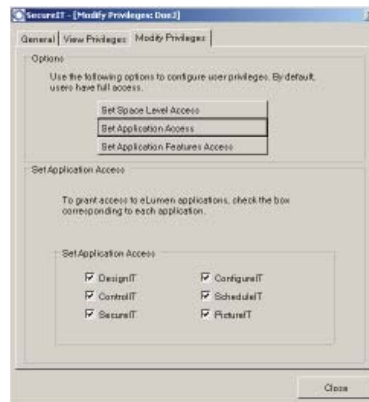 SecureIT - [Modify Privileges: Doe J]
General View Privileges Modify Privileges
Options
Use the following options to configure user privileges. By default,
users have full access.
Set Space Level Access
Set Application Access
Set Application Features Access
Set Application Access
To grant access to eLumen applications, check the box
corresponding to each application.
Set Application Access
DesignIT ConfigureIT
ControlIT ScheduleIT
SecureIT PictureIT
Close